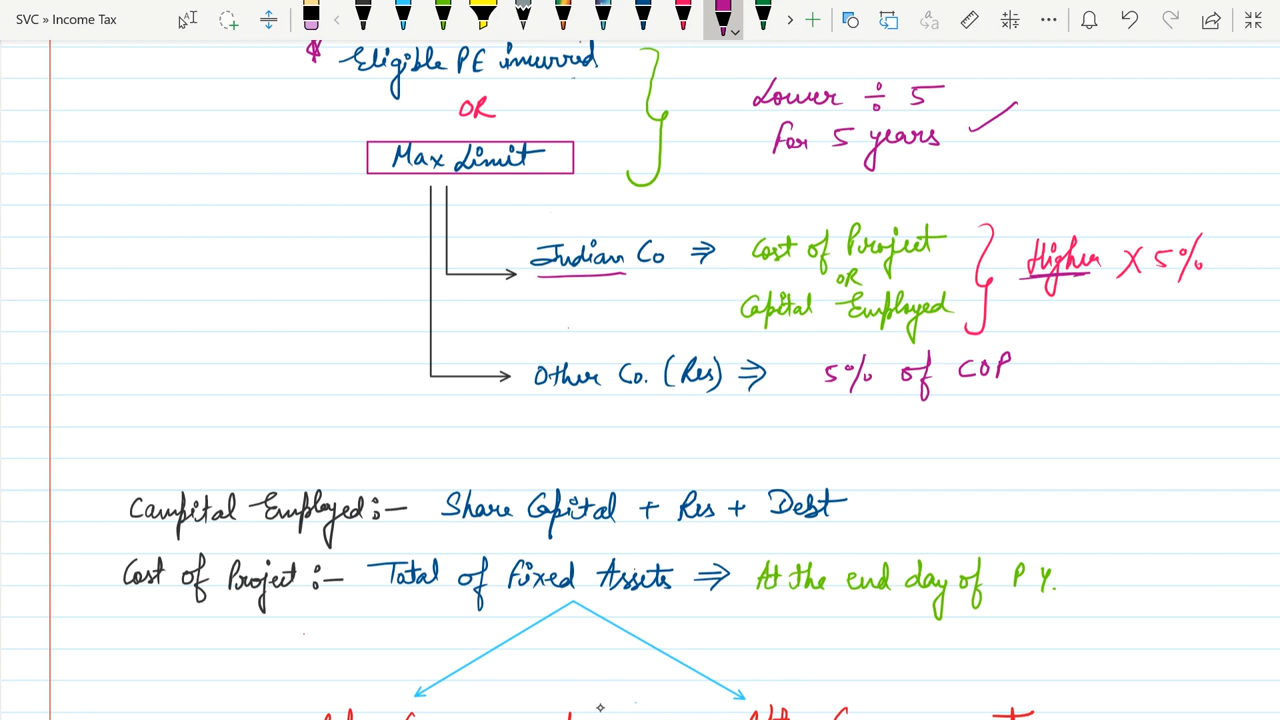 SVC » Income Tax
Eligible PE incurred
OR
Max Limit
Lower ÷ 5
for 5 years ✓
Indian Co ⇒ Cost of Project
OR
Capital Employed
Higher X 5%
Other Co. (Res) ⇒ 5% of COP
Campital Employed :- Share Capital + Res + Debt
Cost of Project :- Total of Fixed Assets ⇒ At the end day of P Y.